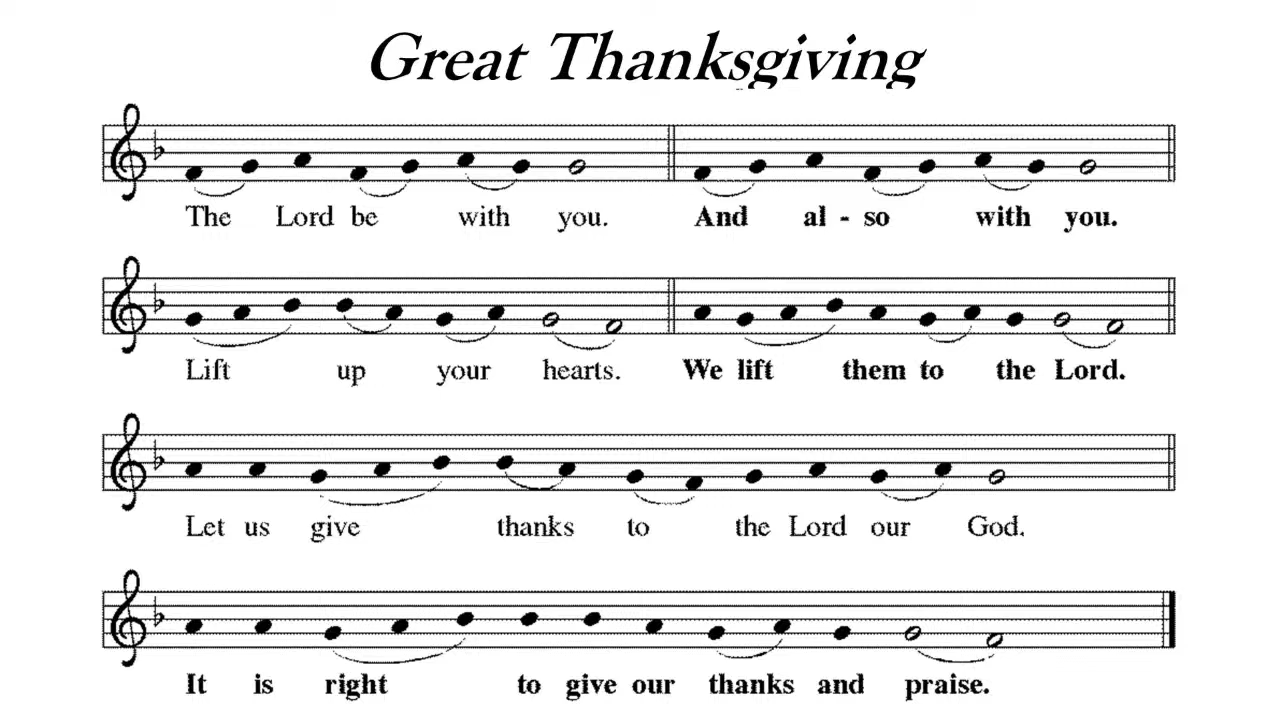 Great Thanksgiving
The Lord be with you. And al - so with you.
Lift up your hearts. We lift them to the Lord.
Let us give thanks to the Lord our God.
It is right to give our thanks and praise.